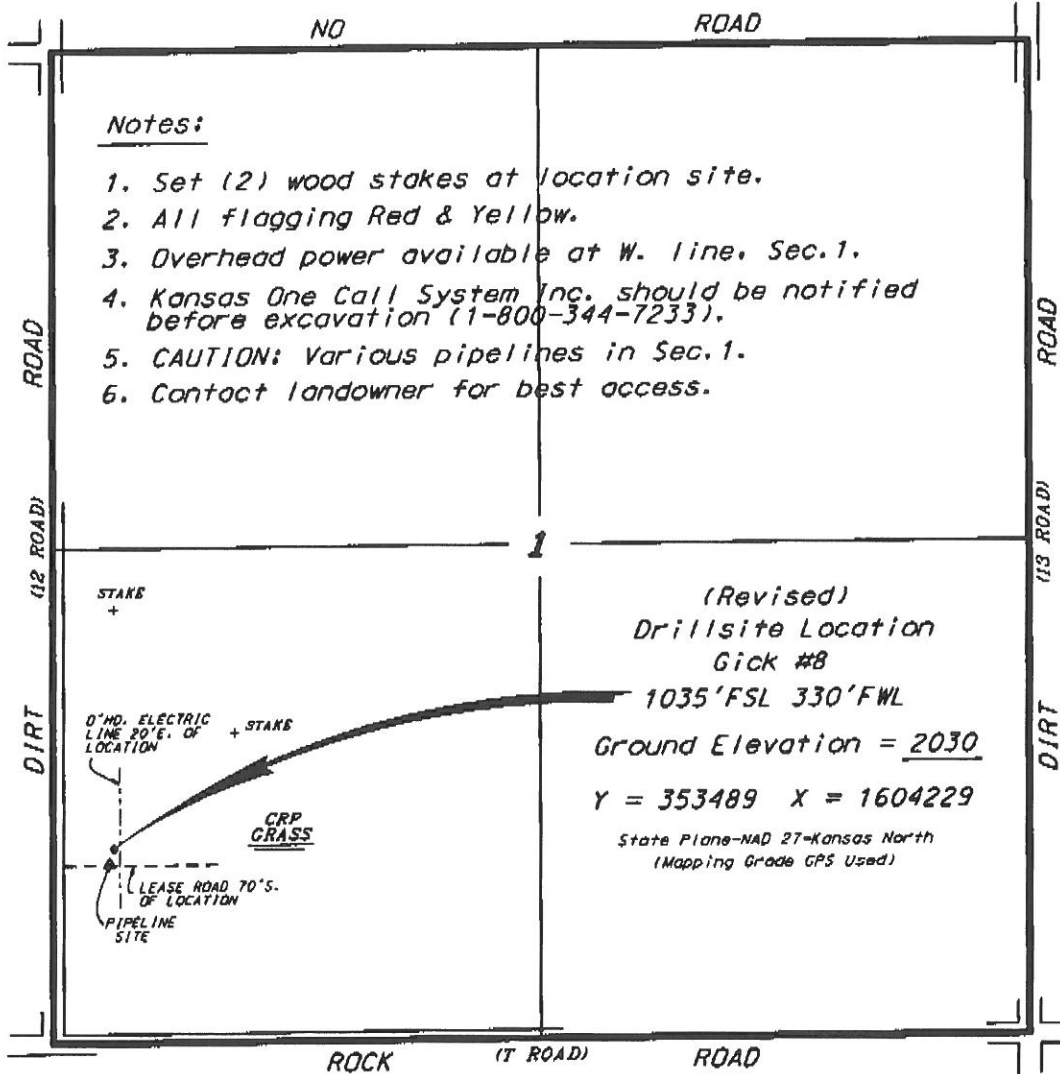 NO ROAD
Notes:
1. Set (2) wood stakes at location site.
2. All flagging Red & Yellow.
3. Overhead power available at W. line, Sec.1.
4. Kansas One Call System Inc. should be notified
before excavation (1-800-344-7233).
5. CAUTION: Various pipelines in Sec.1.
6. Contact landowner for best access.
ROAD
ROAD
(12 ROAD)
(13 ROAD)
DIRT
DIRT
1
STAKE
+
(Revised)
Drillsite Location
Gick #8
1035'FSL 330'FWL
Ground Elevation = 2030
Y = 353489 X = 1604229
State Plane-NAD 27-Kansas North
(Mapping Grade GPS Used)
O'HD. ELECTRIC
LINE 20'E. OF
LOCATION
+ STAKE
CRP
GRASS
LEASE ROAD 70'S.
OF LOCATION
PIPELINE
SITE
ROCK (T ROAD) ROAD